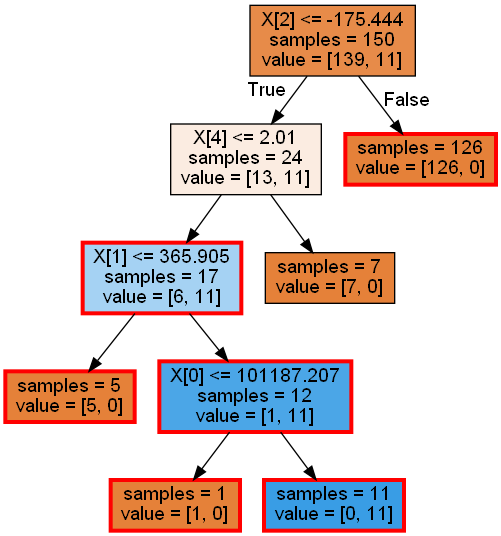 X[2] <= -175.444
samples = 150
value = [139, 11]
True
False
X[4] <= 2.01
samples = 24
value = [13, 11]
samples = 126
value = [126, 0]
X[1] <= 365.905
samples = 17
value = [6, 11]
samples = 7
value = [7, 0]
samples = 5
value = [5, 0]
X[0] <= 101187.207
samples = 12
value = [1, 11]
samples = 1
value = [1, 0]
samples = 11
value = [0, 11]